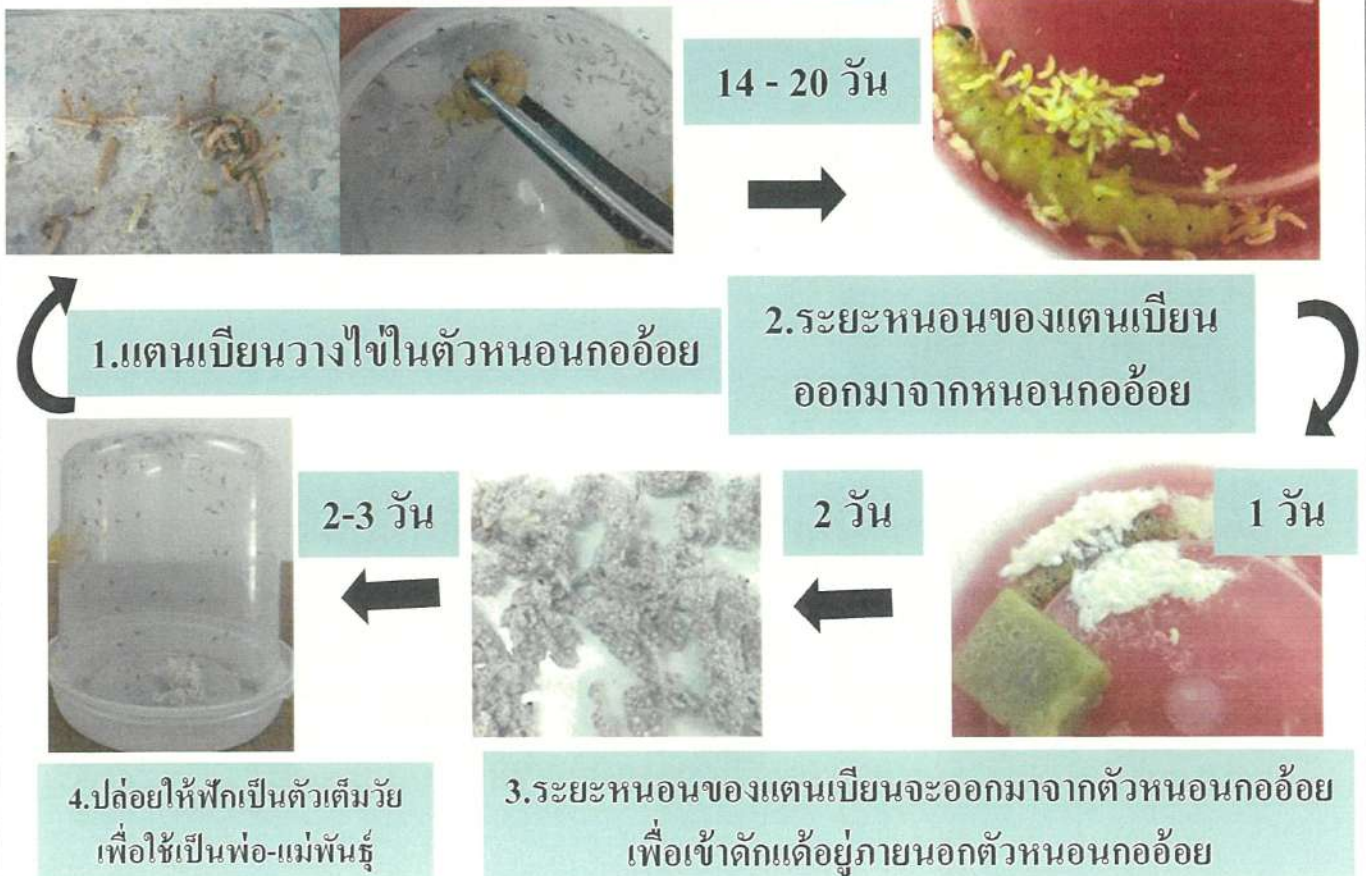 14 - 20 วัน
1.แตนเบียนวางไข่ในตัวหนอนกออ้อย
2.ระยะหนอนของแตนเบียน
ออกมาจากหนอนกออ้อย
1 วัน
2 วัน
2-3 วัน
3.ระยะหนอนของแตนเบียนจะออกมาจากตัวหนอนกออ้อย
เพื่อเข้าดักแด้อยู่ภายนอกตัวหนอนกออ้อย
4.ปล่อยให้ฟักเป็นตัวเต็มวัย
เพื่อใช้เป็นพ่อ-แม่พันธุ์